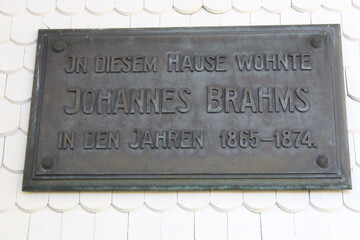 JN DIESEM HAUSE WOHNTE
JOHANNES BRAHMS
IN DEN JAHREN 1865–1874.